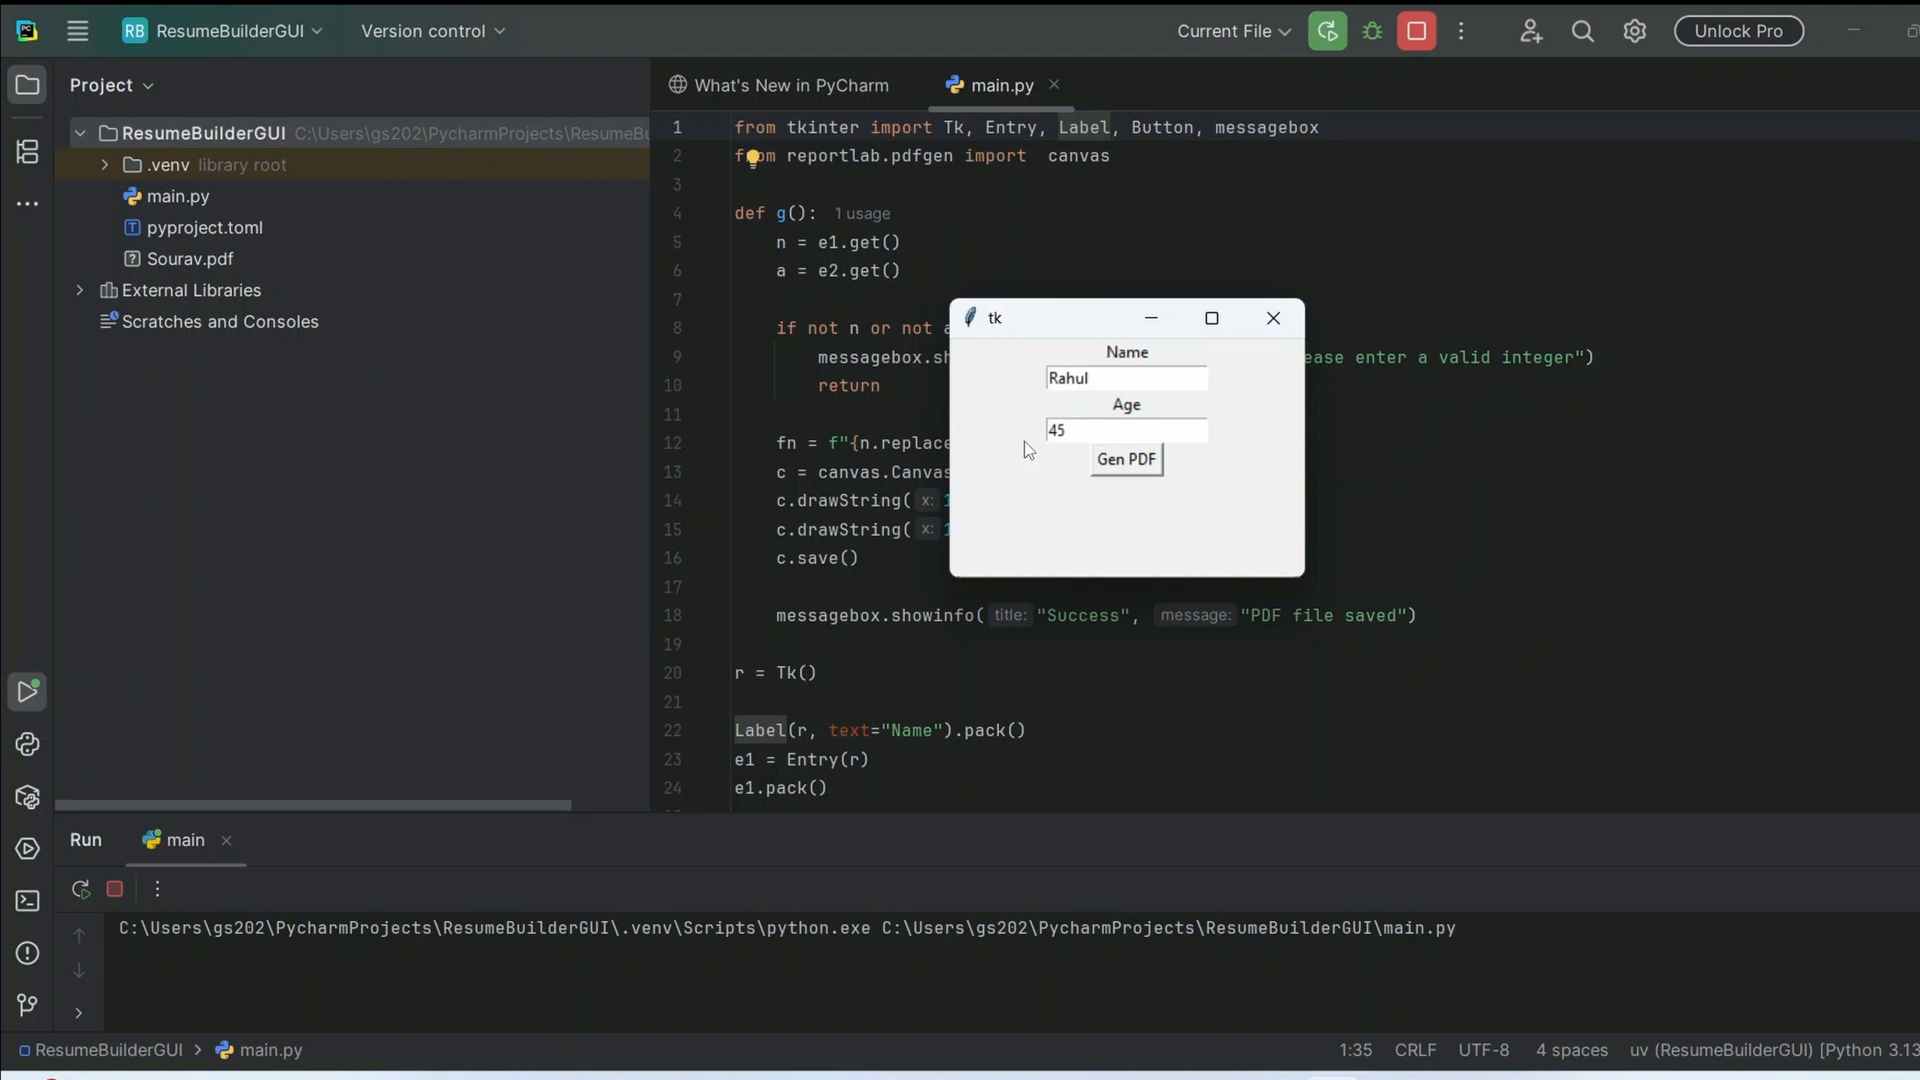 RB ResumeBuilderGUI
Version control
Current File
Unlock Pro
Project
What's New in PyCharm
main.py
ResumeBuilderGUI C:\Users\gs202\PycharmProjects\ResumeBu
.venv library root
main.py
pyproject.toml
Sourav.pdf
External Libraries
Scratches and Consoles
1 from tkinter import Tk, Entry, Label, Button, messagebox
2 from reportlab.pdfgen import canvas
3
4 def g(): 1 usage
5 n = e1.get()
6 a = e2.get()
7
8 if not n or not a
9 messagebox.sh ease enter a valid integer")
10 return
11
12 fn = f"{n.replace
13 c = canvas.Canvas
14 c.drawString( x: 1
15 c.drawString( x: 1
16 c.save()
17
18 messagebox.showinfo( title: "Success", message: "PDF file saved")
19
20 r = Tk()
21
22 Label(r, text="Name").pack()
23 e1 = Entry(r)
24 e1.pack()
tk
Name
Rahul
Age
45
Gen PDF
Run
main
C:\Users\gs202\PycharmProjects\ResumeBuilderGUI\.venv\Scripts\python.exe C:\Users\gs202\PycharmProjects\ResumeBuilderGUI\main.py
ResumeBuilderGUI > main.py
1:35 CRLF UTF-8 4 spaces uv (ResumeBuilderGUI) [Python 3.13